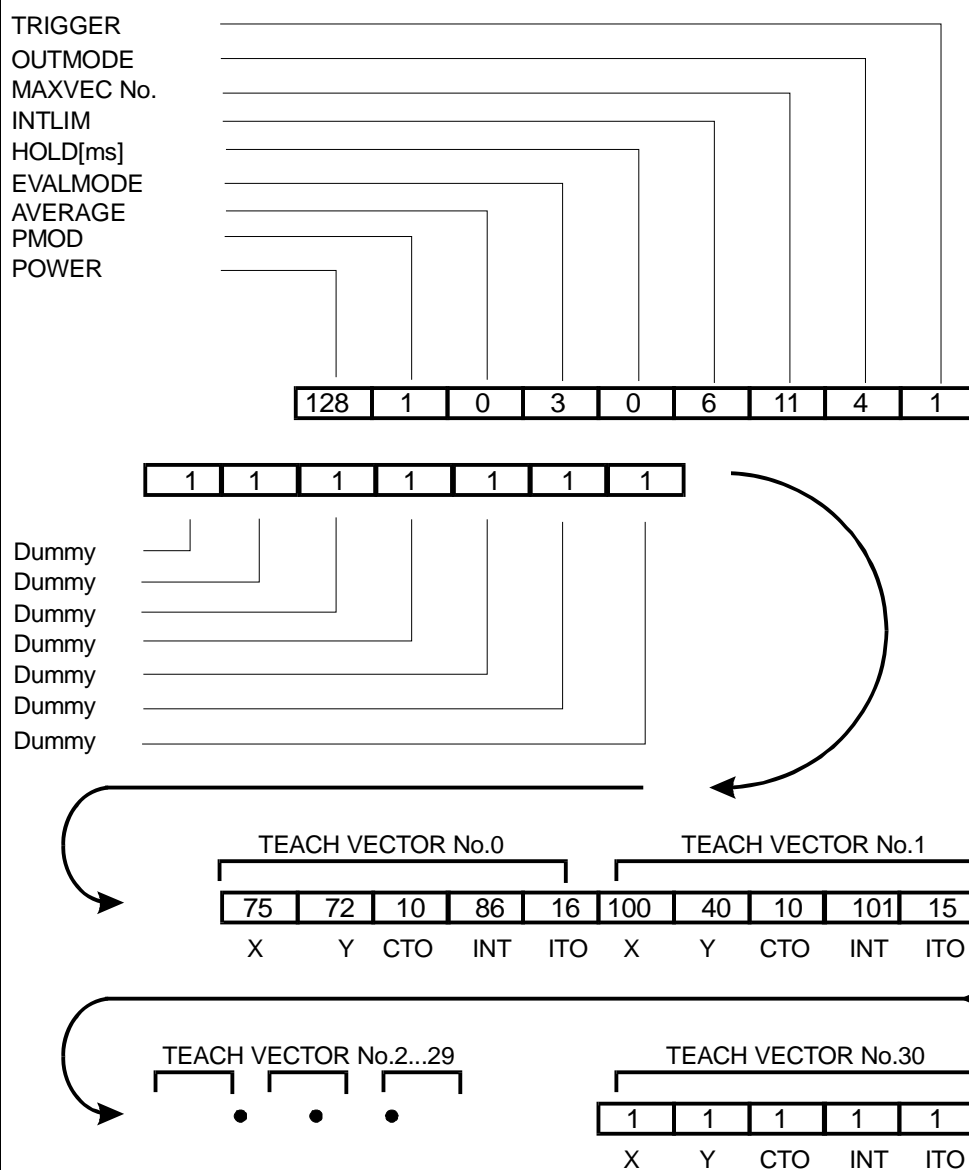 TRIGGER
OUTMODE
MAXVEC No.
INTLIM
HOLD[ms]
EVALMODE
AVERAGE
PMOD
POWER
128 1 0 3 0 6 11 4 1
1 1 1 1 1 1 1
Dummy
Dummy
Dummy
Dummy
Dummy
Dummy
Dummy
TEACH VECTOR No.0 TEACH VECTOR No.1
75 72 10 86 16 100 40 10 101 15
X Y CTO INT ITO X Y CTO INT ITO
TEACH VECTOR No.2...29 TEACH VECTOR No.30
1 1 1 1 1
X Y CTO INT ITO